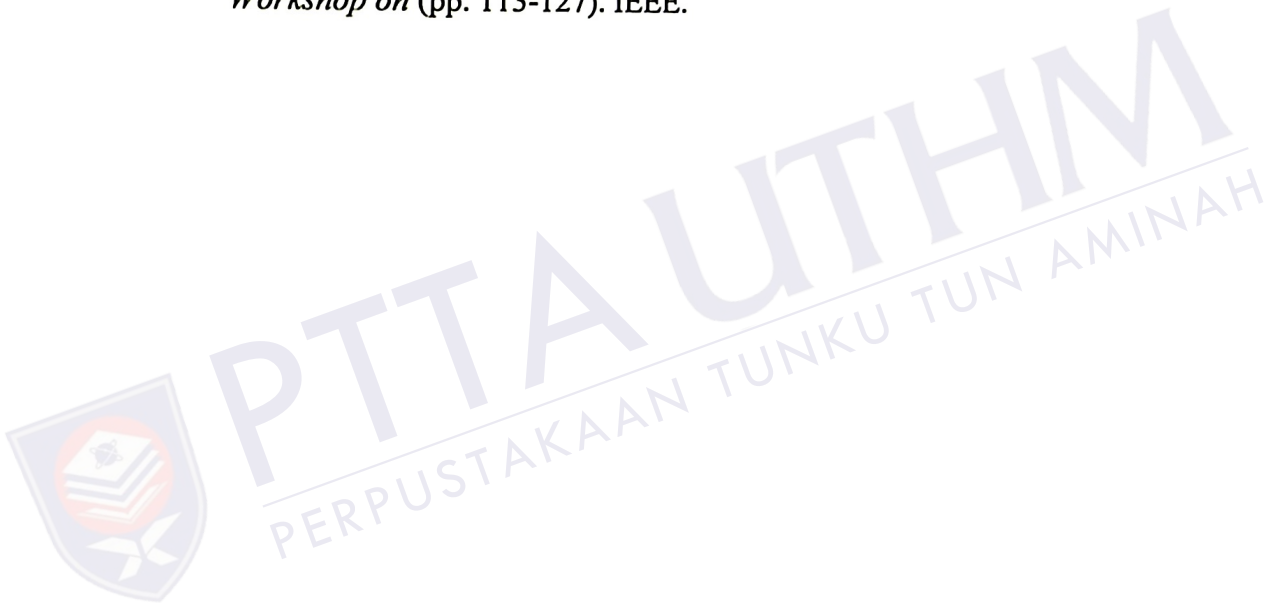 Workshop on (pp. 113-127). IEEE.
PTTA UTHM
PERPUSTAKAAN TUNKU TUN AMINAH